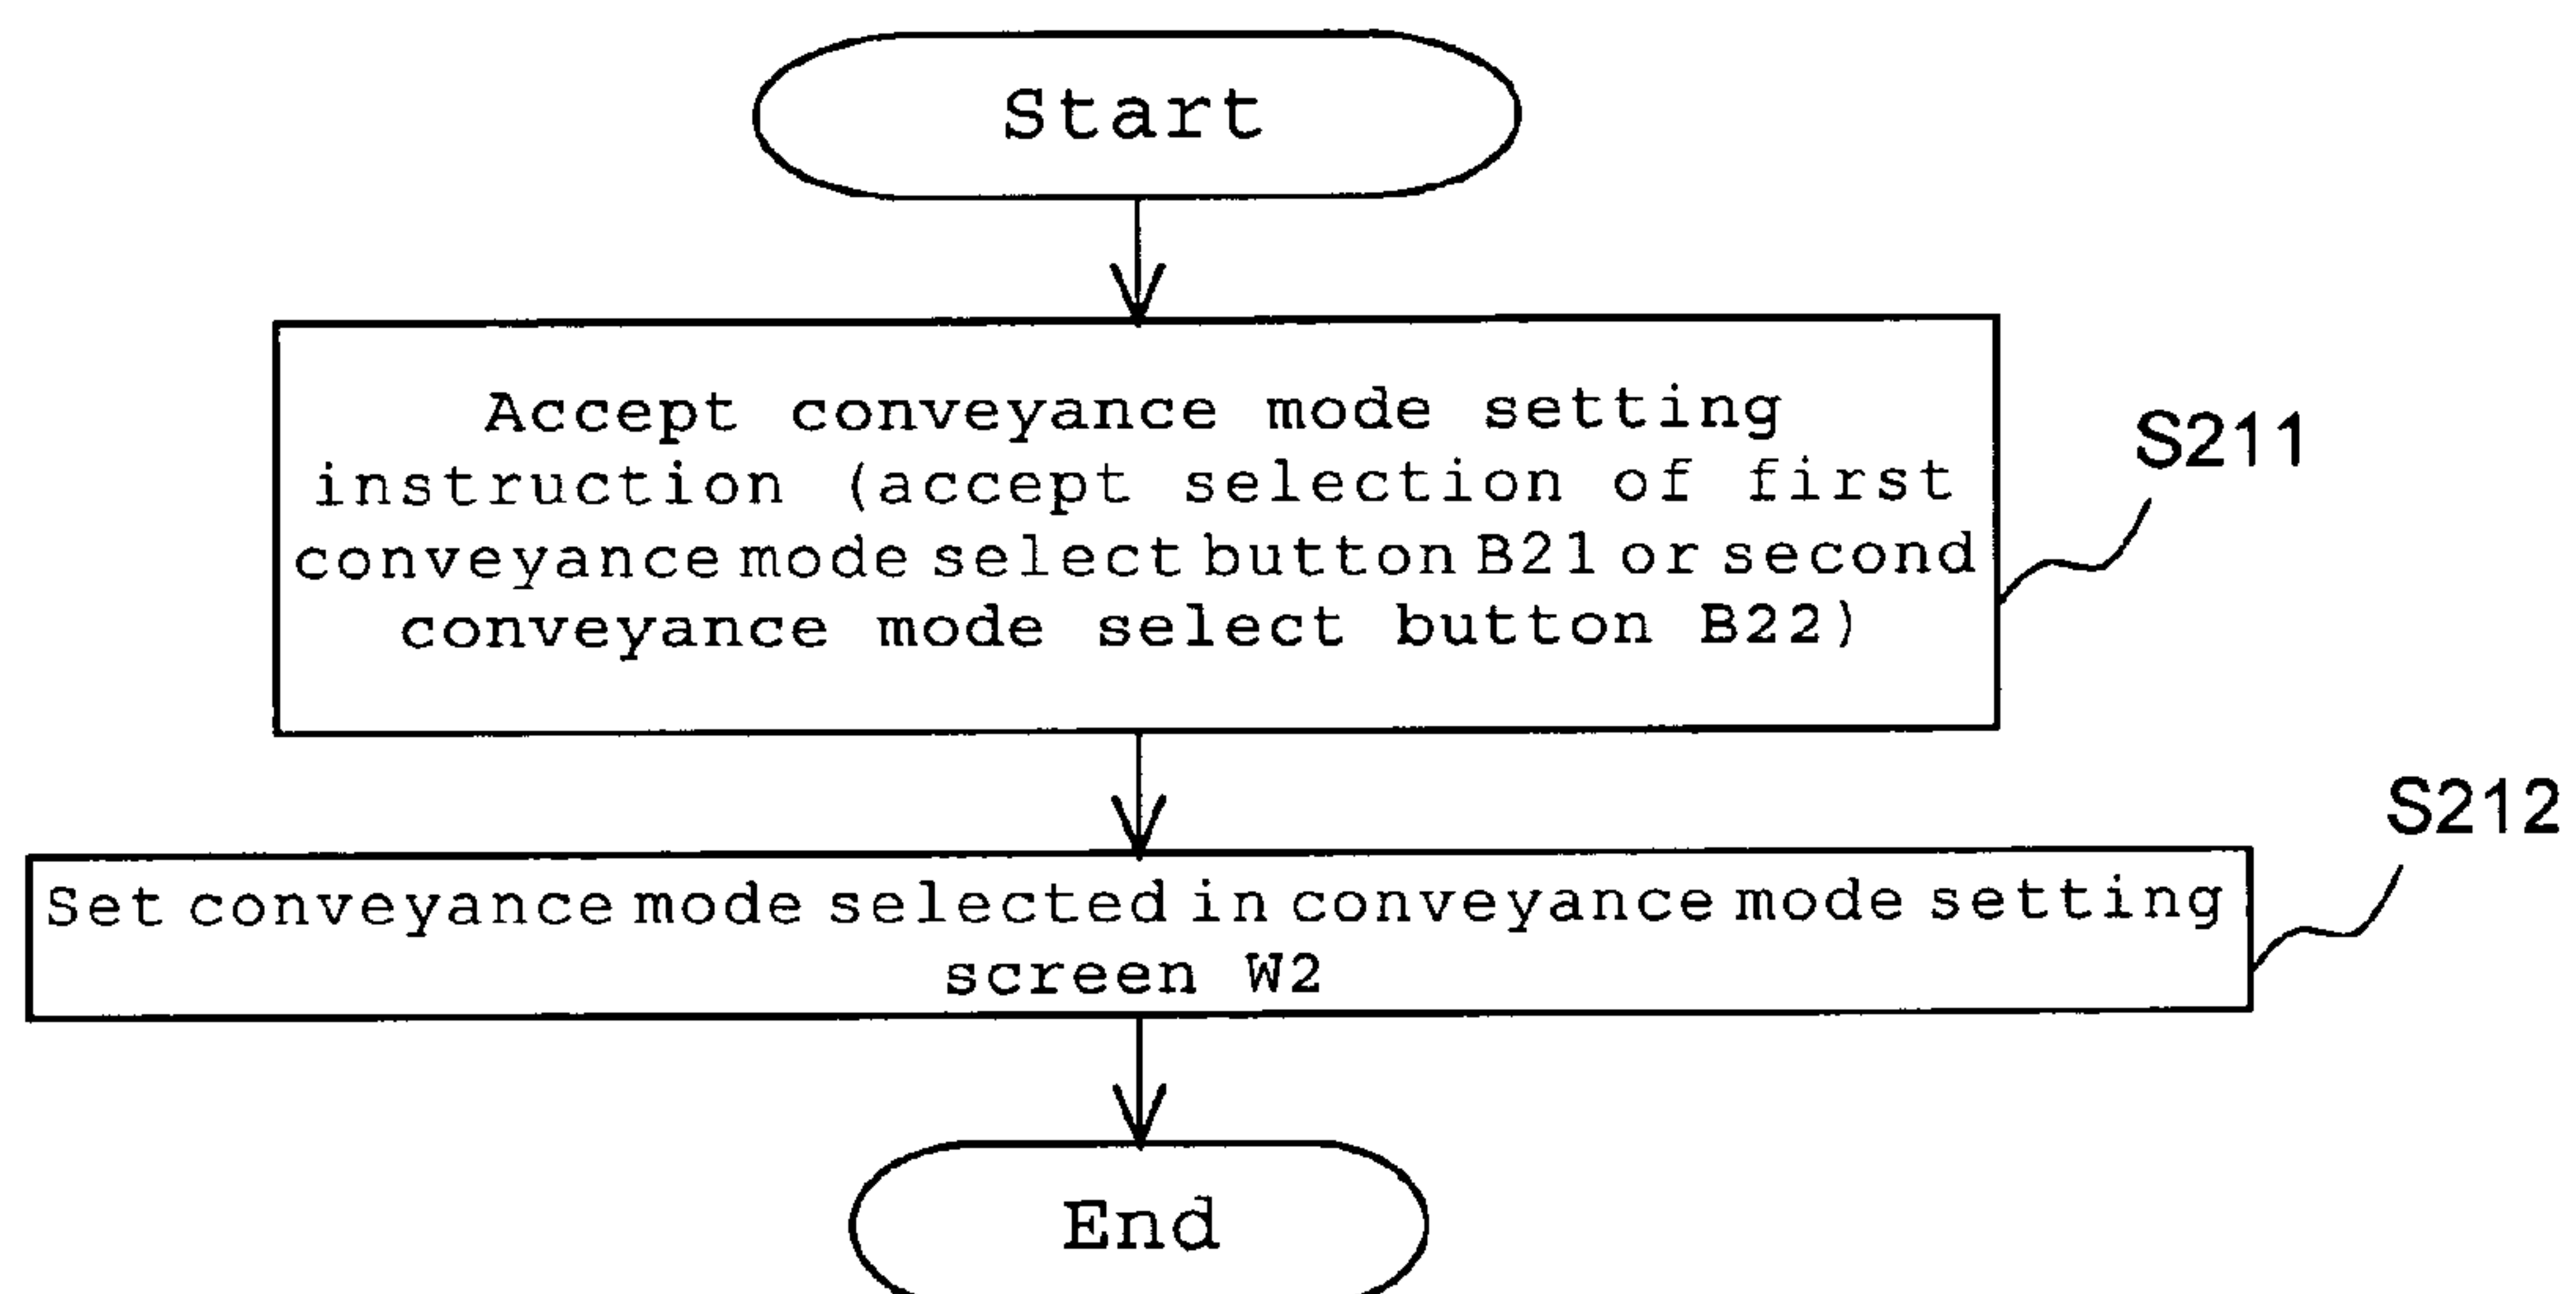 Start
Accept conveyance mode setting
instruction (accept selection of first
conveyance mode select button B21 or second
conveyance mode select button B22)
S211
S212
Set conveyance mode selected in conveyance mode setting
screen W2
End